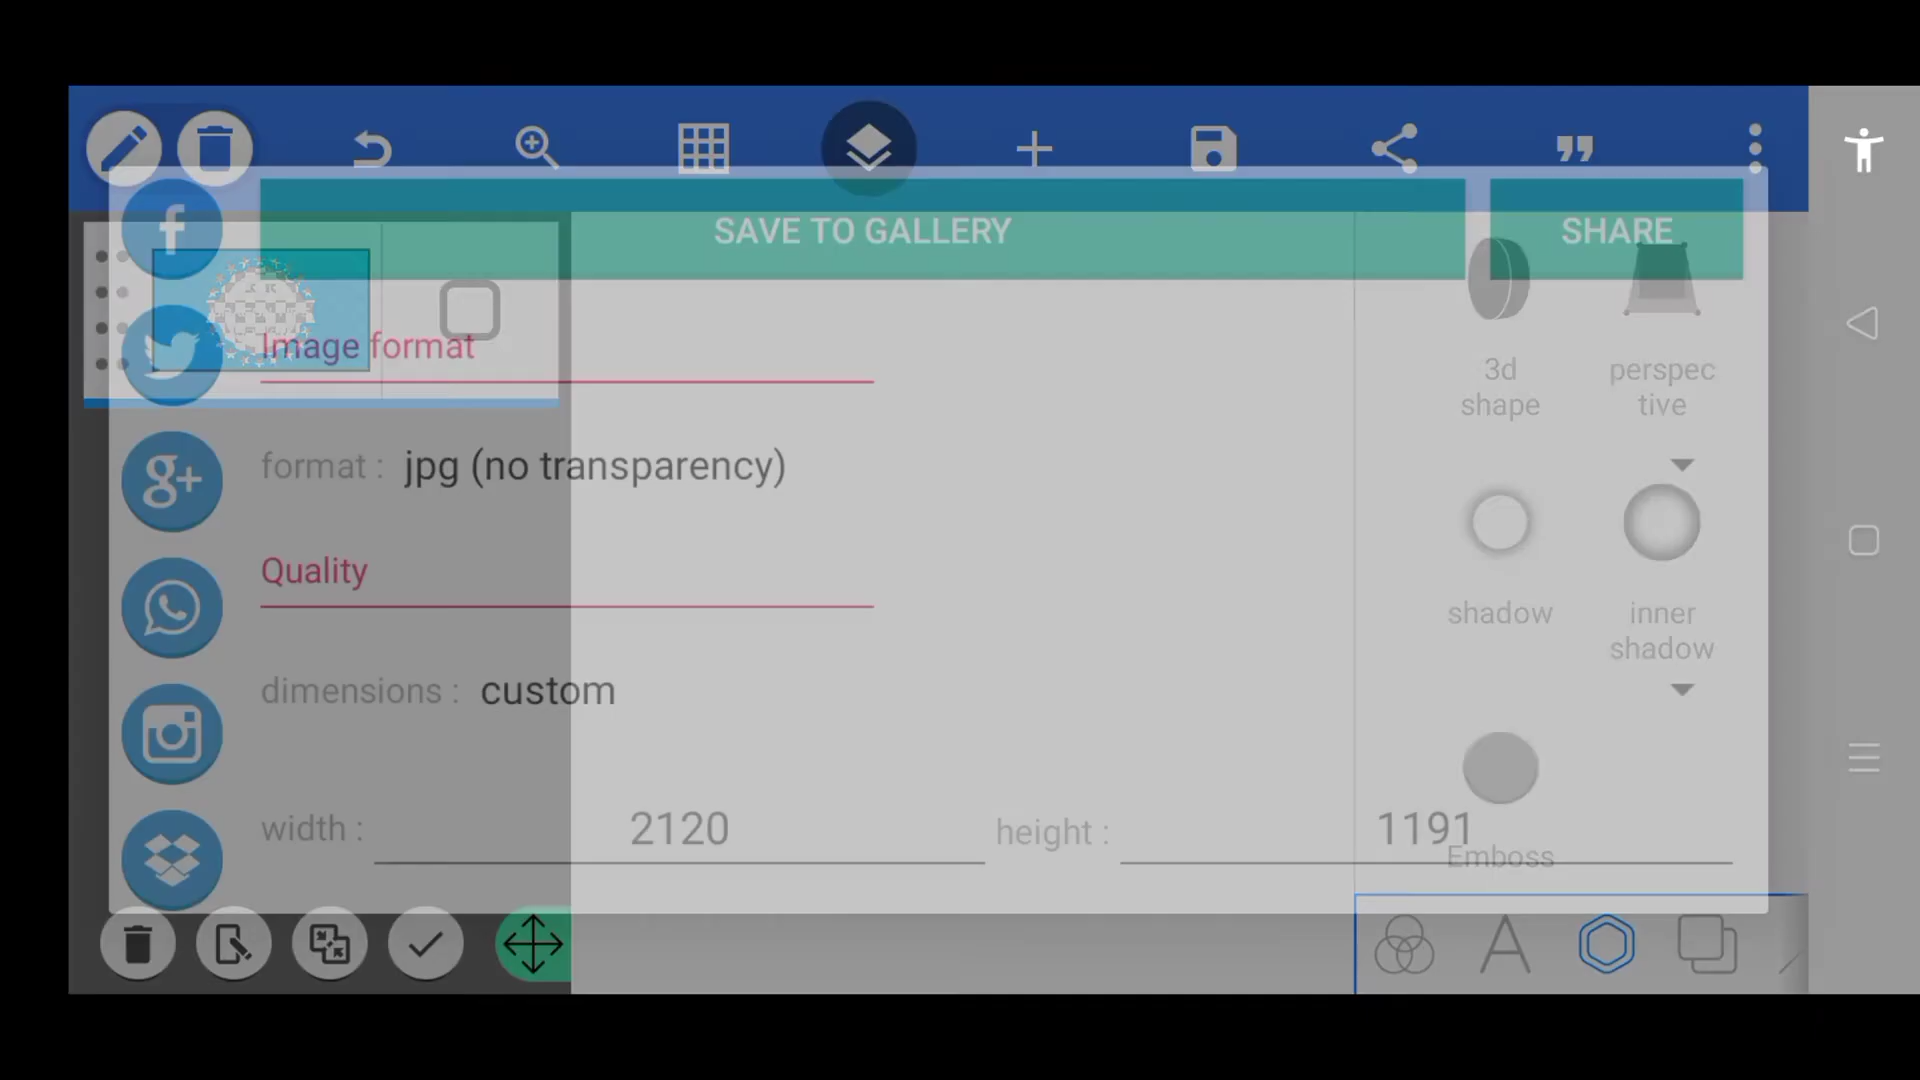 SAVE TO GALLERY
SHARE
Image format
format : jpg (no transparency)
Quality
dimensions : custom
width : 2120 height : 1191
3d
shape
perspec
tive
shadow
inner
shadow
Emboss